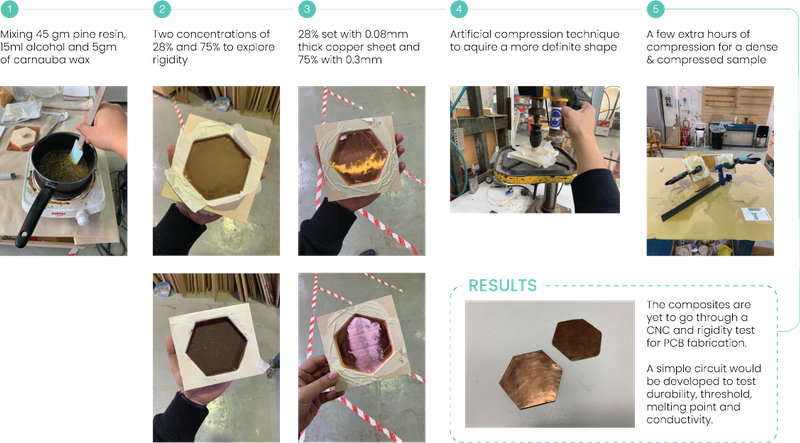 1
Mixing 45 gm pine resin,
15ml alcohol and 5gm
of carnauba wax
2
Two concentrations of
28% and 75% to explore
rigidity
3
28% set with 0.08mm
thick copper sheet and
75% with 0.3mm
4
Artificial compression technique
to aquire a more definite shape
5
A few extra hours of
compression for a dense
& compressed sample
RESULTS
The composites are
yet to go through a
CNC and rigidity test
for PCB fabrication.
A simple circuit would
be developed to test
durability, threshold,
melting point and
conductivity.